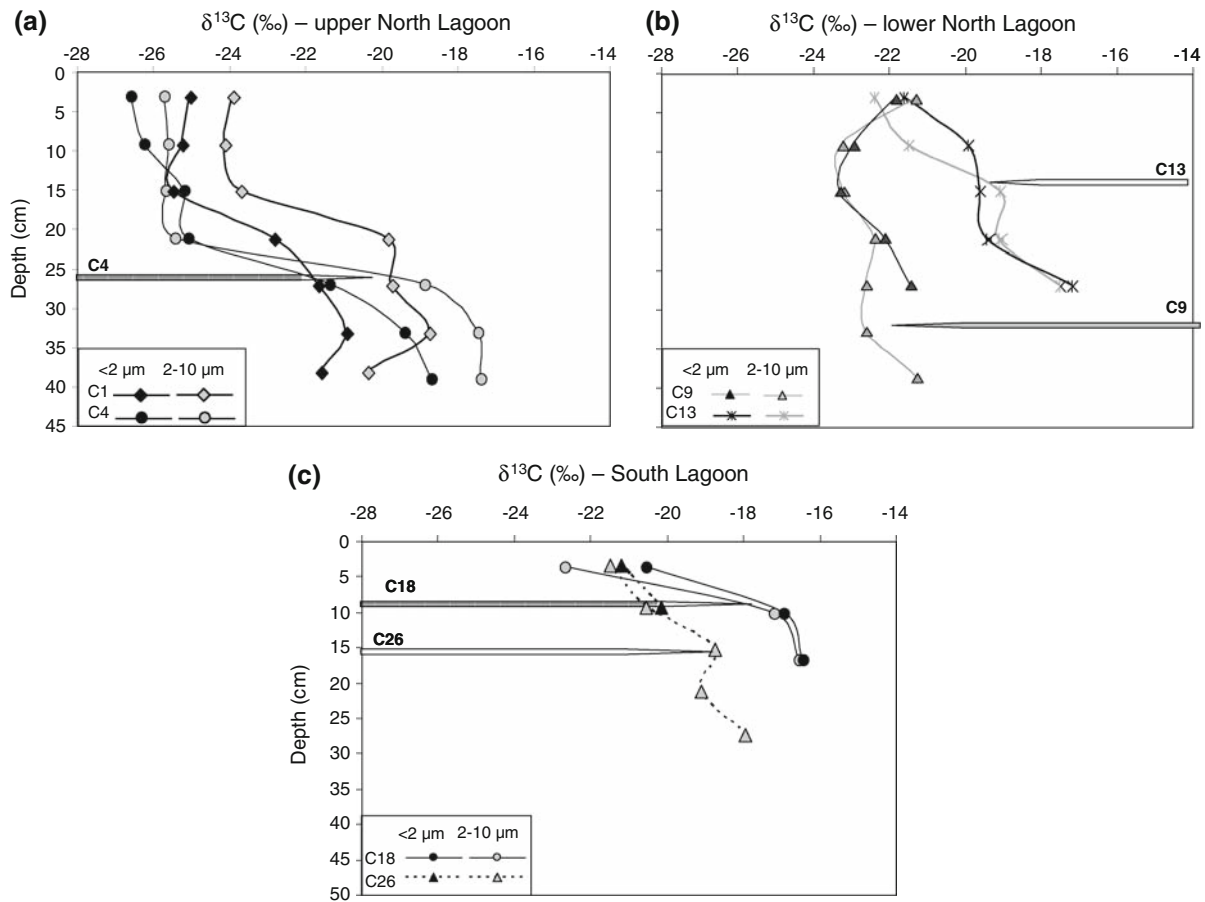 (a) δ13C (‰) – upper North Lagoon
-28 -26 -24 -22 -20 -18 -16 -14
0
5
10
15
20
25
30
35
40
45
Depth (cm)
C4
<2 µm 2-10 µm
C1
C4
(b) δ13C (‰) – lower North Lagoon
-28 -26 -24 -22 -20 -18 -16 -14
C13
C9
<2 µm 2-10 µm
C9
C13
(c) δ13C (‰) – South Lagoon
-28 -26 -24 -22 -20 -18 -16 -14
0
5
10
15
20
25
30
35
40
45
50
Depth (cm)
C18
C26
<2 µm 2-10 µm
C18
C26